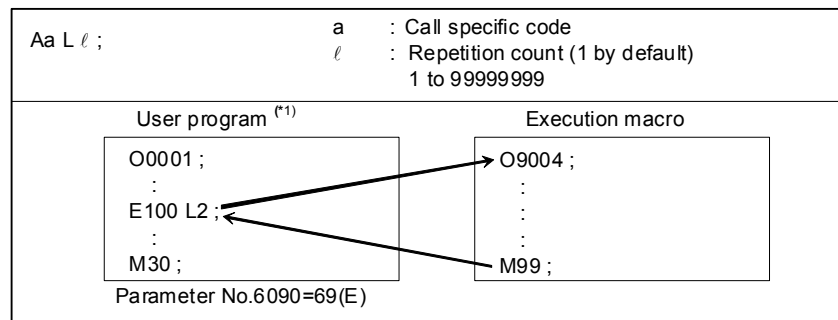 Aa L ℓ ;
a : Call specific code
ℓ : Repetition count (1 by default)
1 to 99999999
User program (*1)
Execution macro
O0001 ;
:
E100 L2 ;
:
M30 ;
O9004 ;
:
:
:
M99 ;
Parameter No.6090=69(E)